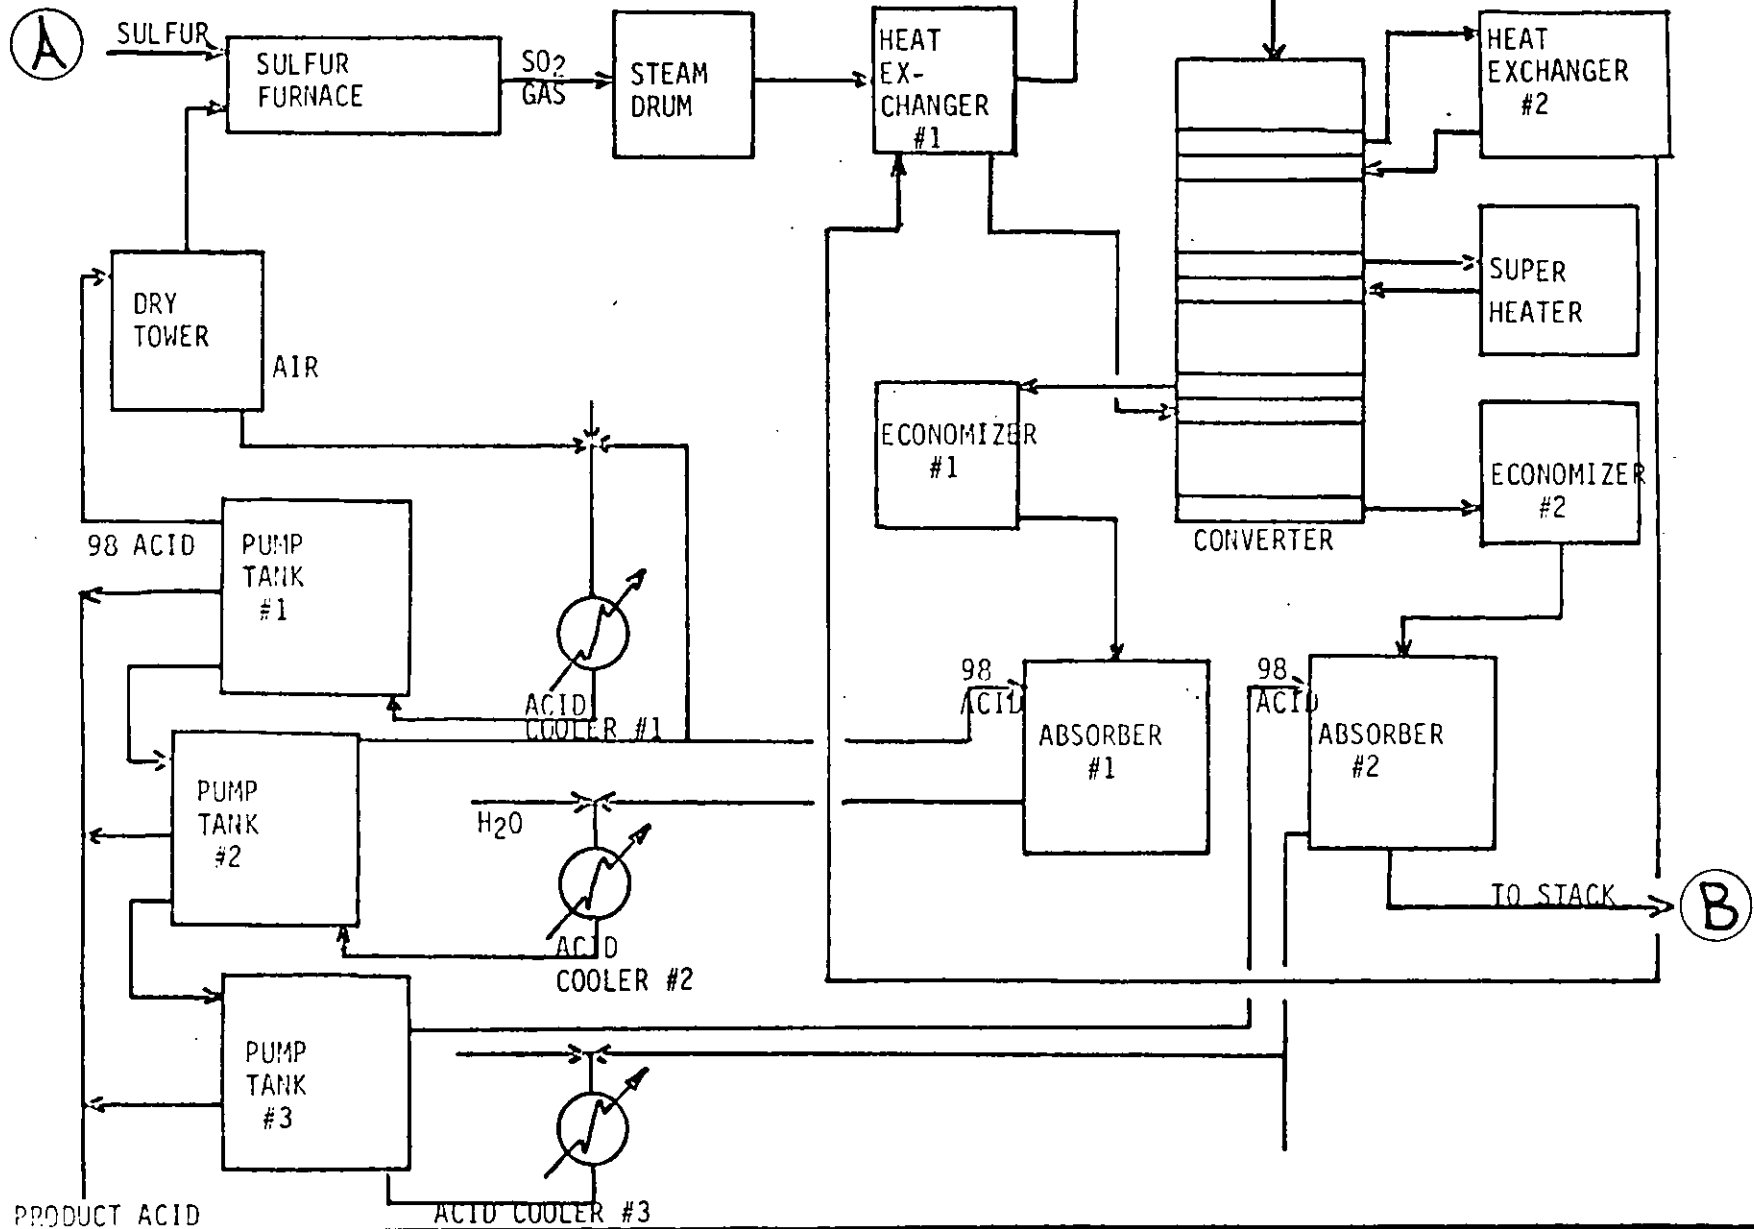 A
SULFUR
SULFUR
FURNACE
SO2
GAS
STEAM
DRUM
HEAT
EX-
CHANGER
#1
HEAT
EXCHANGER
#2
DRY
TOWER
AIR
SUPER
HEATER
ECONOMIZER
#1
ECONOMIZER
#2
CONVERTER
98 ACID
PUMP
TANK
#1
ACID
COOLER #1
98
ACID
ABSORBER
#1
98
ACID
ABSORBER
#2
PUMP
TANK
#2
H2O
ACID
COOLER #2
TO STACK
B
PUMP
TANK
#3
PRODUCT ACID
ACID COOLER #3